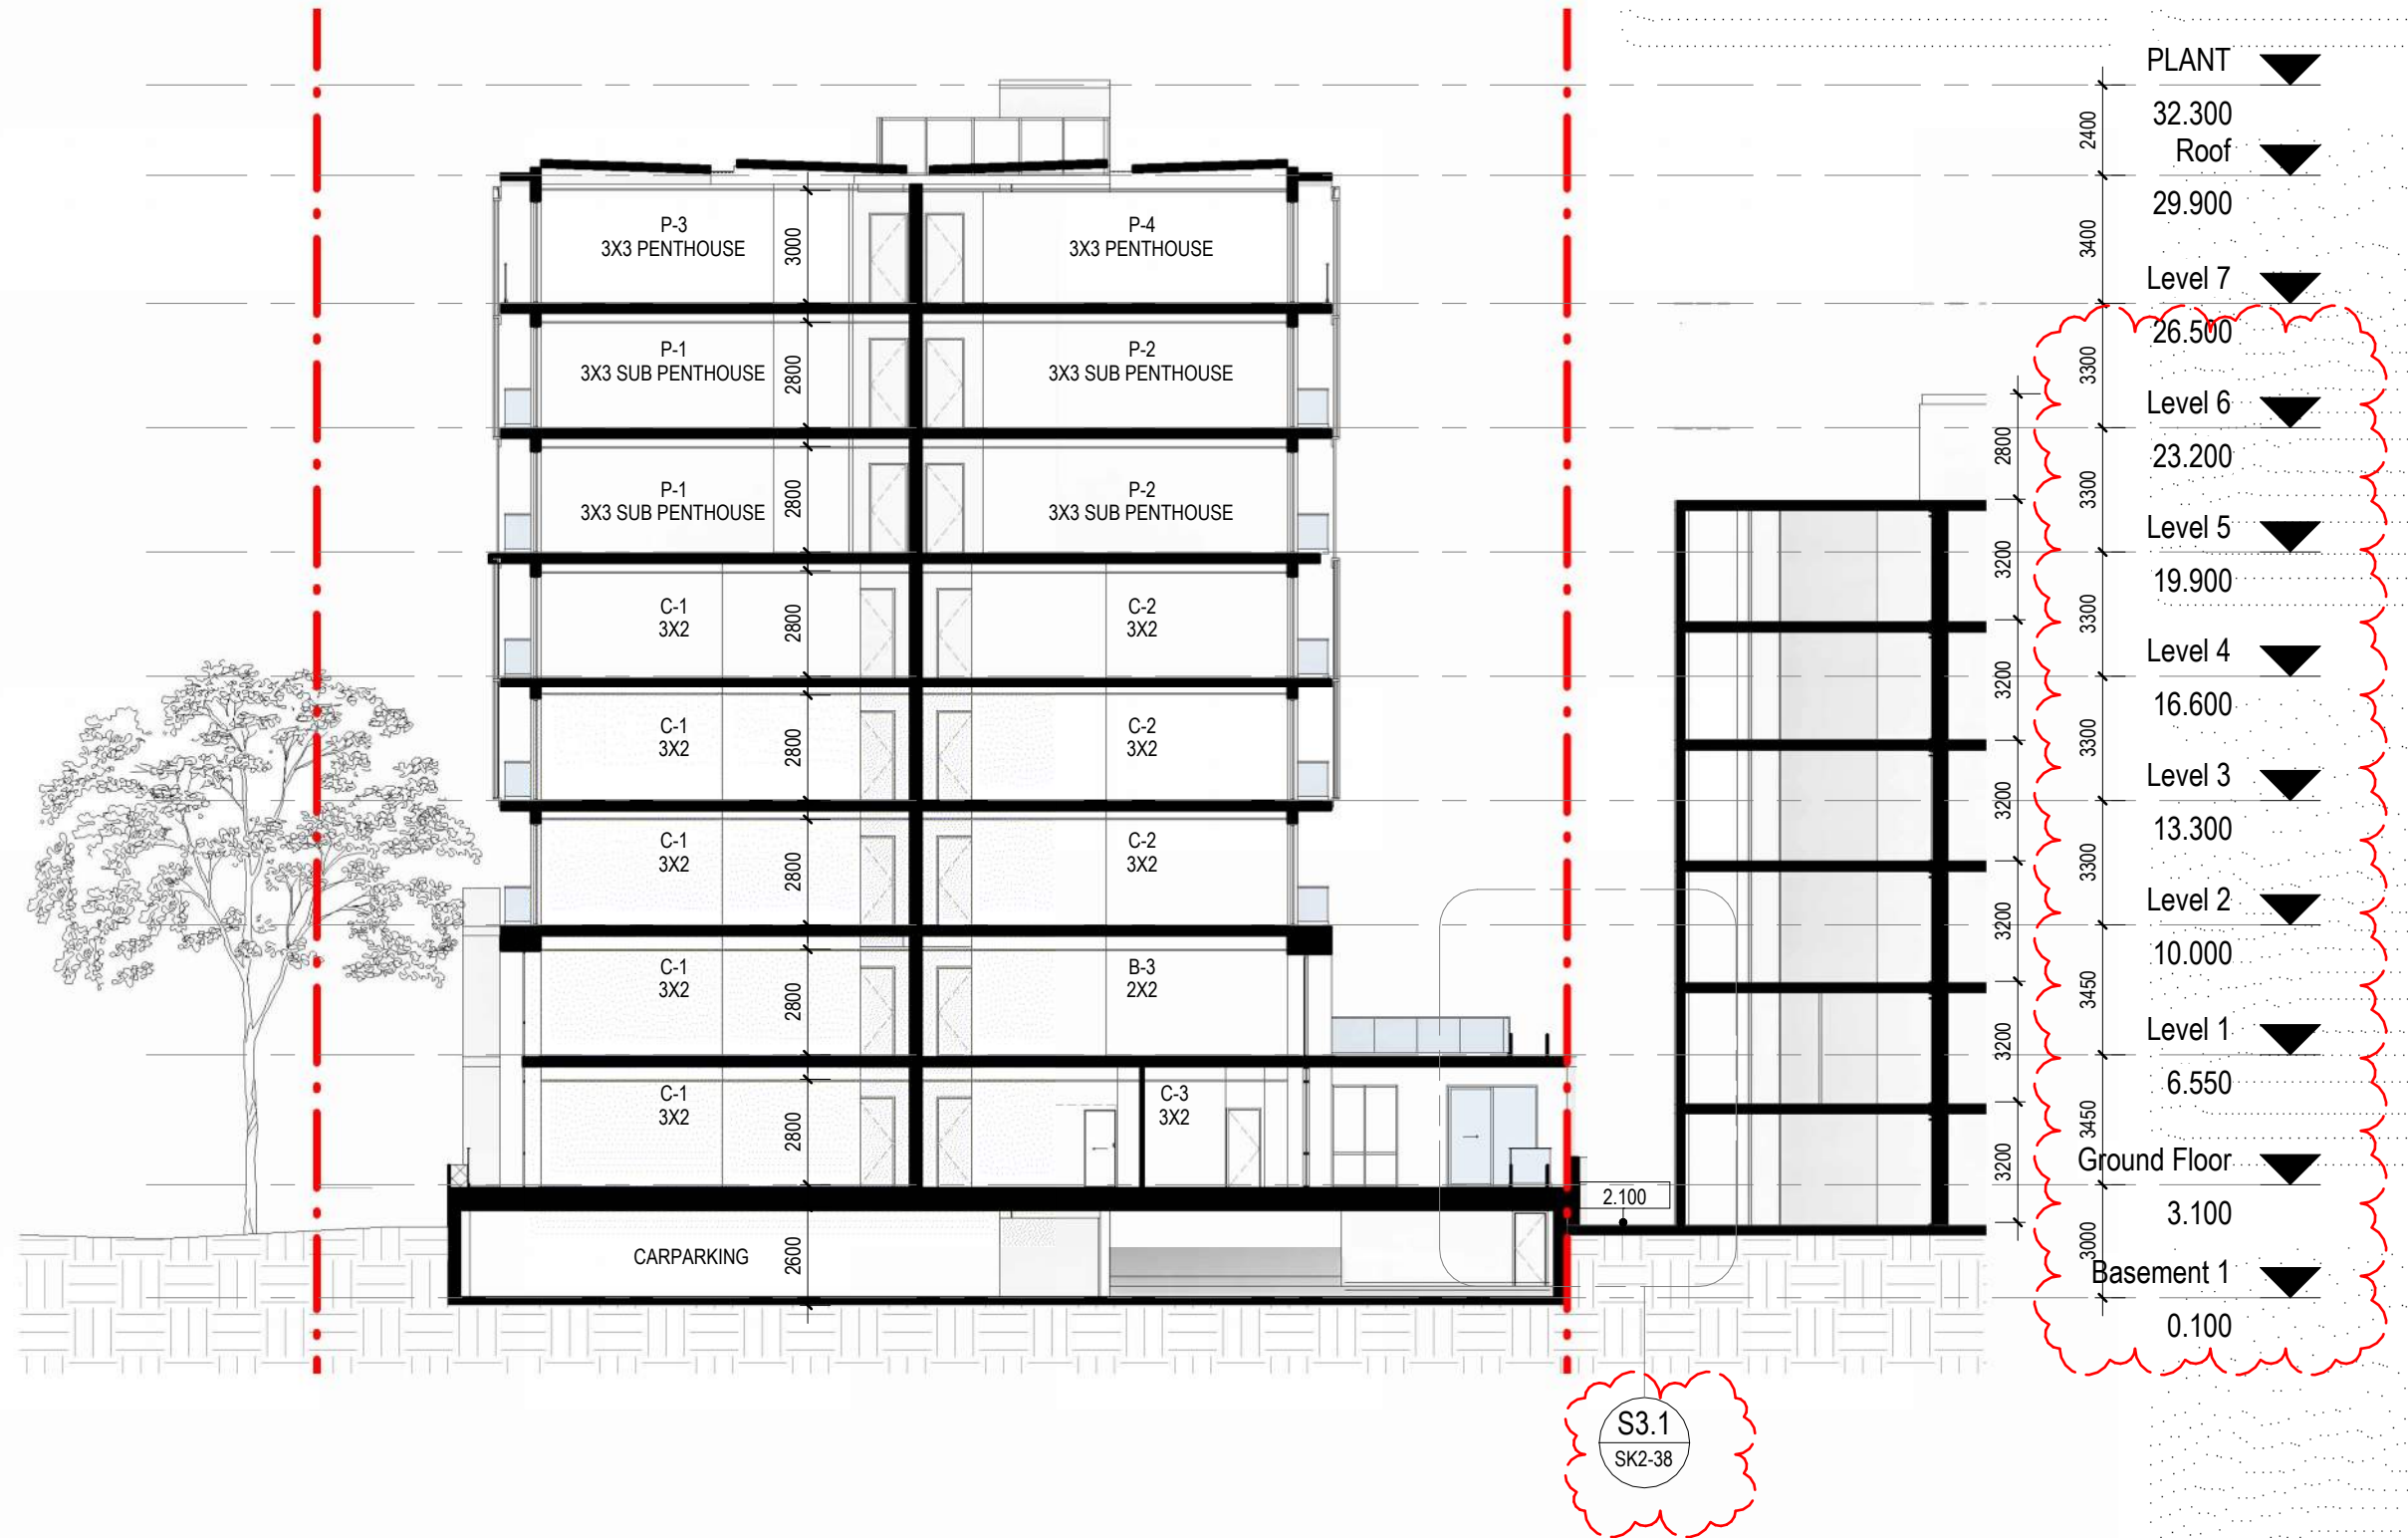 PLANT
32.300
2400
Roof
29.900
3400
Level 7
26.500
3300
Level 6
23.200
3300
Level 5
19.900
3300
Level 4
16.600
3300
Level 3
13.300
3300
Level 2
10.000
3450
Level 1
6.550
3450
Ground Floor
3.100
3000
Basement 1
0.100
P-3
3X3 PENTHOUSE
3000
P-4
3X3 PENTHOUSE
P-1
3X3 SUB PENTHOUSE
2800
P-2
3X3 SUB PENTHOUSE
P-1
3X3 SUB PENTHOUSE
2800
P-2
3X3 SUB PENTHOUSE
C-1
3X2
2800
C-2
3X2
C-1
3X2
2800
C-2
3X2
C-1
3X2
2800
C-2
3X2
C-1
3X2
2800
B-3
2X2
C-1
3X2
2800
C-3
3X2
CARPARKING
2600
2800
3200
3200
3200
3200
3200
3200
2.100
S3.1
SK2-38